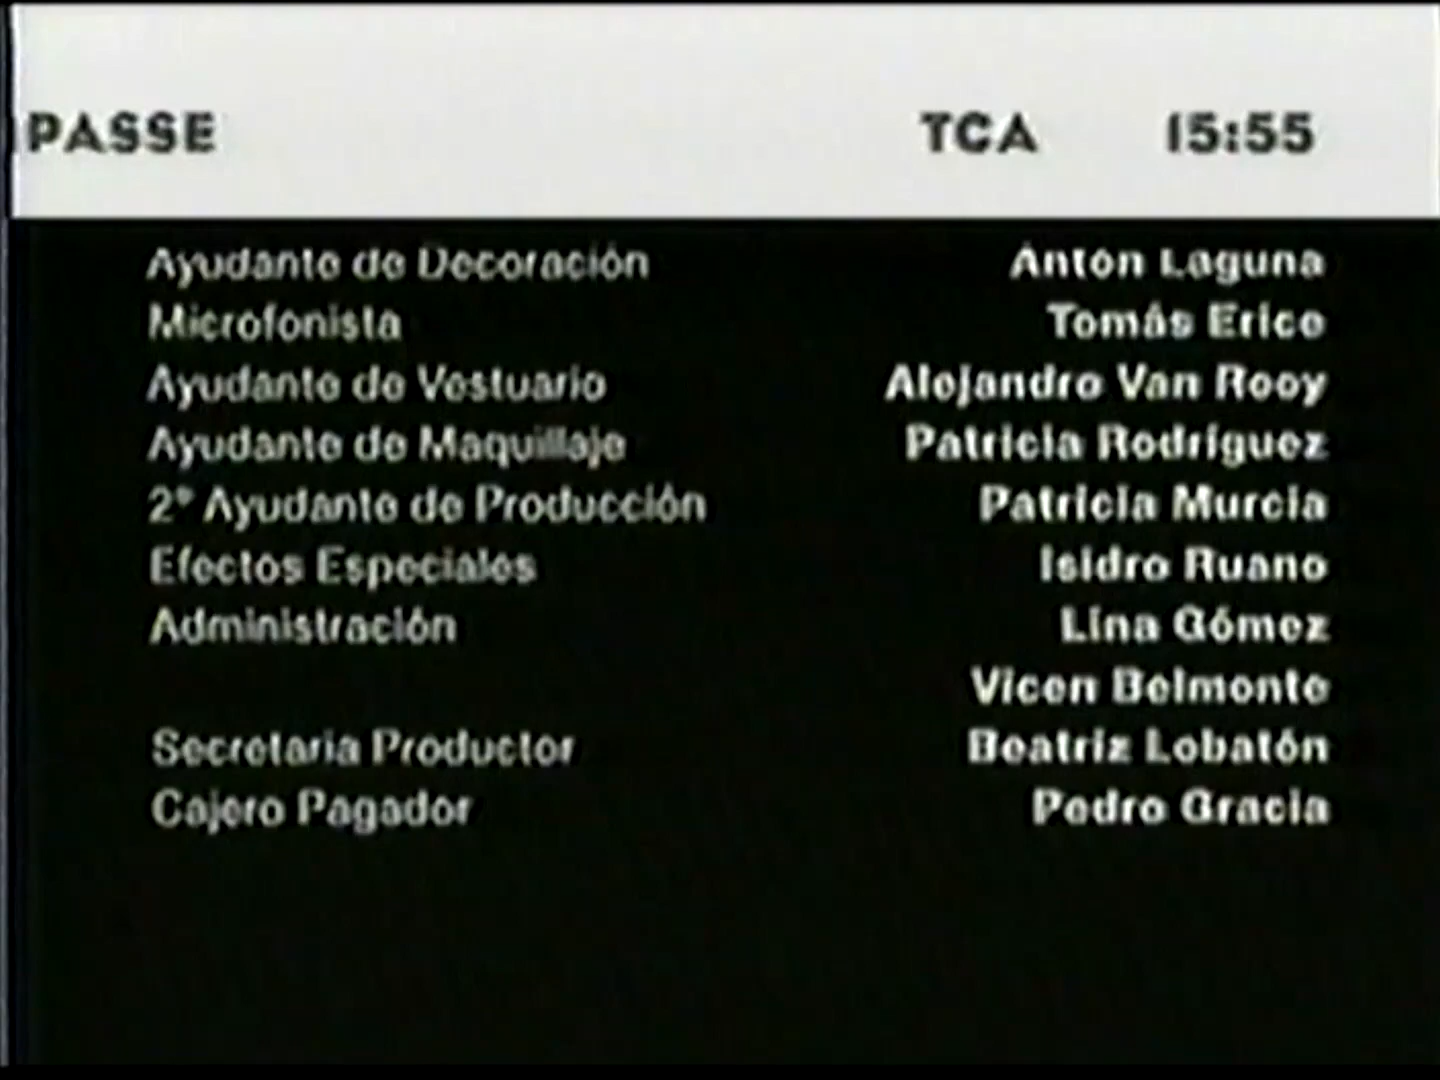 PASSE TCA 15:55
Ayudante de Decoración Antón Laguna
Microfonista Tomás Erice
Ayudante de Vestuario Alejandro Van Rooy
Ayudante de Maquillaje Patricia Rodríguez
2º Ayudante de Producción Patricia Murcia
Efectos Especiales Isidro Ruano
Administración Lina Gómez
Vicen Belmonte
Secretaria Productor Beatriz Lobatón
Cajero Pagador Pedro Gracia